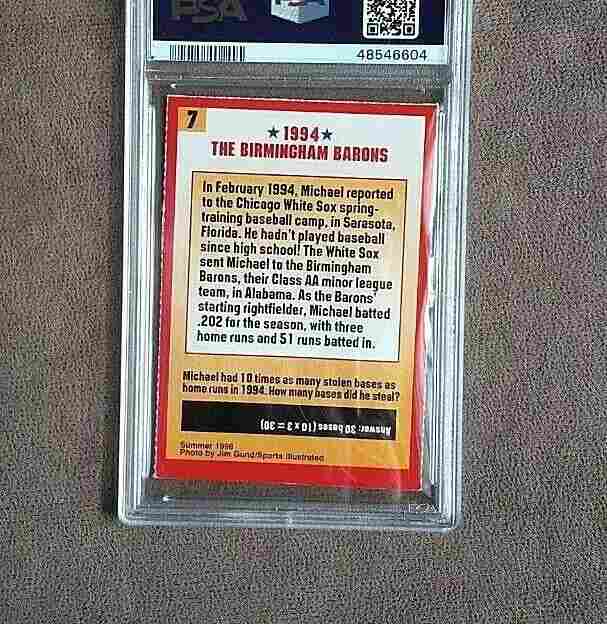 PSA
48546604
7
★ 1994 ★
THE BIRMINGHAM BARONS
In February 1994, Michael reported
to the Chicago White Sox spring-
training baseball camp, in Sarasota,
Florida. He hadn't played baseball
since high school! The White Sox
sent Michael to the Birmingham
Barons, their Class AA minor league
team, in Alabama. As the Barons'
starting rightfielder, Michael batted
.202 for the season, with three
home runs and 51 runs batted in.
Michael had 10 times as many stolen bases as
home runs in 1994. How many bases did he steal?
Answer: 30 bases (10 x 3 = 30)
Summer 1996
Photo by Jim Gund/Sports Illustrated